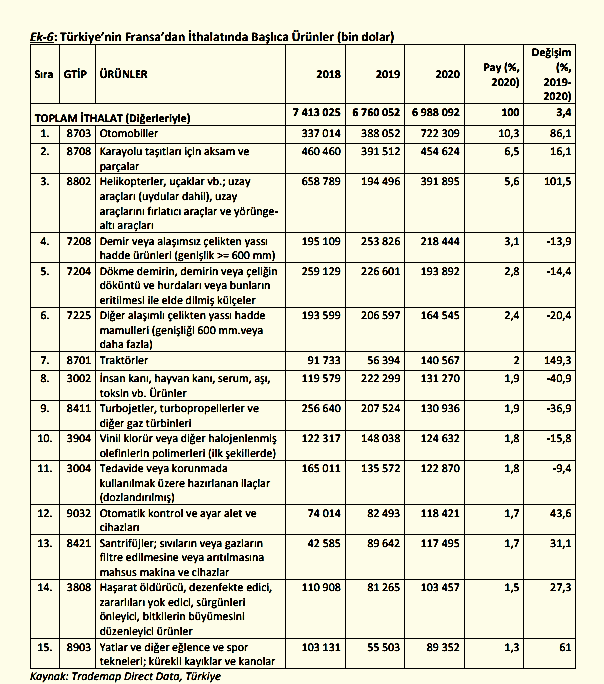 Ek-6: Türkiye'nin Fransa'dan İthalatında Başlıca Ürünler (bin dolar)
Sıra GTİP ÜRÜNLER 2018 2019 2020 Pay (%, 2020) Değişim (%, 2019-2020)
TOPLAM İTHALAT (Diğerleriyle) 7 413 025 6 760 052 6 988 092 100 3,4
1. 8703 Otomobiller 337 014 388 052 722 309 10,3 86,1
2. 8708 Karayolu taşıtları için aksam ve 460 460 391 512 454 624 6,5 16,1
parçalar
3. 8802 Helikopterler, uçaklar vb.; uzay 658 789 194 496 391 895 5,6 101,5
araçları (uydular dahil), uzay
araçlarını fırlatıcı araçlar ve yörünge-
altı araçları
4. 7208 Demir veya alaşımsız çelikten yassı 195 109 253 826 218 444 3,1 -13,9
hadde ürünleri (genişlik >= 600 mm)
5. 7204 Dökme demirin, demirin veya çeliğin 259 129 226 601 193 892 2,8 -14,4
döküntü ve hurdaları veya bunların
eritilmesi ile elde dilmiş külçeler
6. 7225 Diğer alaşımlı çelikten yassı hadde 193 599 206 597 164 545 2,4 -20,4
mamulleri (genişliği 600 mm.veya
daha fazla)
7. 8701 Traktörler 91 733 56 394 140 567 2 149,3
8. 3002 İnsan kanı, hayvan kanı, serum, aşı, 119 579 222 299 131 270 1,9 -40,9
toksin vb. Ürünler
9. 8411 Turbojetler, turbopropellerler ve 256 640 207 524 130 936 1,9 -36,9
diğer gaz türbinleri
10. 3904 Vinil klorür veya diğer halojenlenmiş 122 317 148 038 124 632 1,8 -15,8
olefinlerin polimerleri (ilk şekillerde)
11. 3004 Tedavide veya korunmada 165 011 135 572 122 870 1,8 -9,4
kullanılmak üzere hazırlanan ilaçlar
(dozlandırılmış)
12. 9032 Otomatik kontrol ve ayar alet ve 74 014 82 493 118 421 1,7 43,6
cihazları
13. 8421 Santrifüjler; sıvıların veya gazların 42 585 89 642 117 495 1,7 31,1
filtre edilmesine veya arıtılmasına
mahsus makina ve cihazlar
14. 3808 Haşarat öldürücü, dezenfekte edici, 110 908 81 265 103 457 1,5 27,3
zararlıları yok edici, sürgünleri
önleyici, bitkilerin büyümesini
düzenleyici ürünler
15. 8903 Yatlar ve diğer eğlence ve spor 103 131 55 503 89 352 1,3 61
tekneleri; kürekli kayıklar ve kanolar
Kaynak: Trademap Direct Data, Türkiye